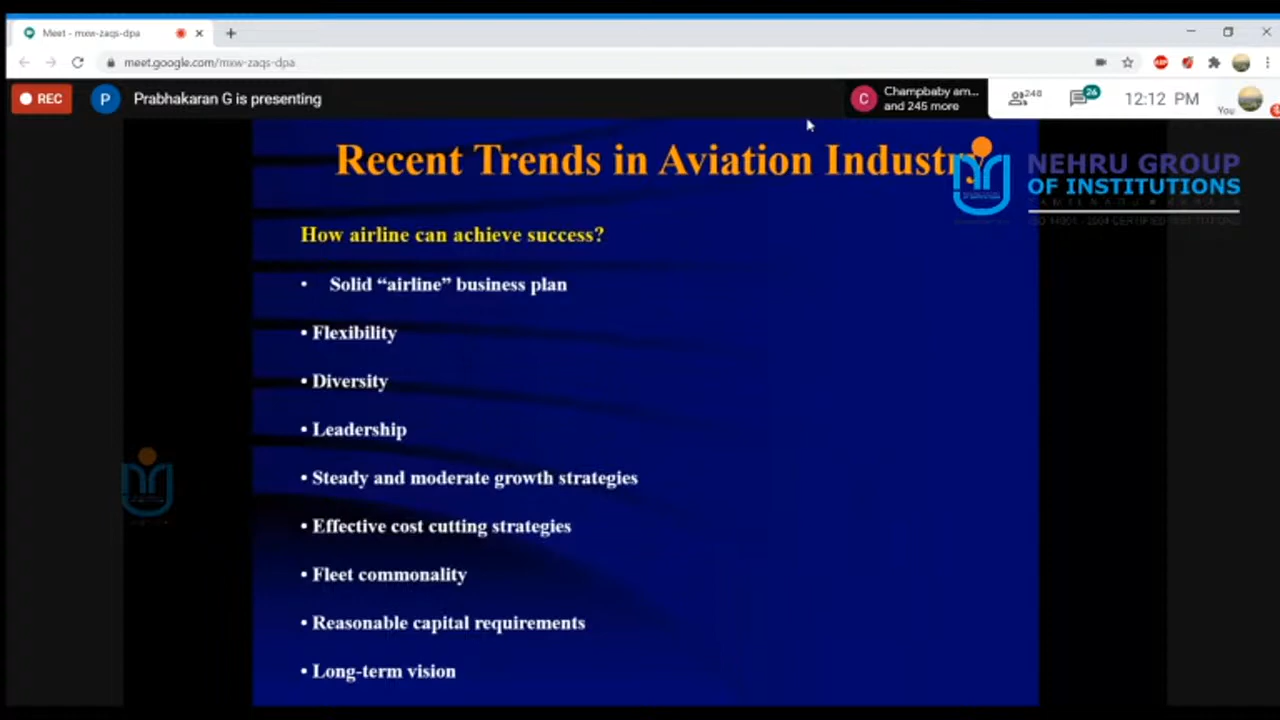 Meet - mxw-zaqs-dpa
meet.google.com/mxw-zaqs-dpa
ABP
REC
P
Prabhakaran G is presenting
C
Champbaby am...
and 245 more
248
26
12:12 PM
You
Recent Trends in Aviation Industry
NEHRU GROUP
OF INSTITUTIONS
How airline can achieve success?
• Solid “airline” business plan
• Flexibility
• Diversity
• Leadership
• Steady and moderate growth strategies
• Effective cost cutting strategies
• Fleet commonality
• Reasonable capital requirements
• Long-term vision